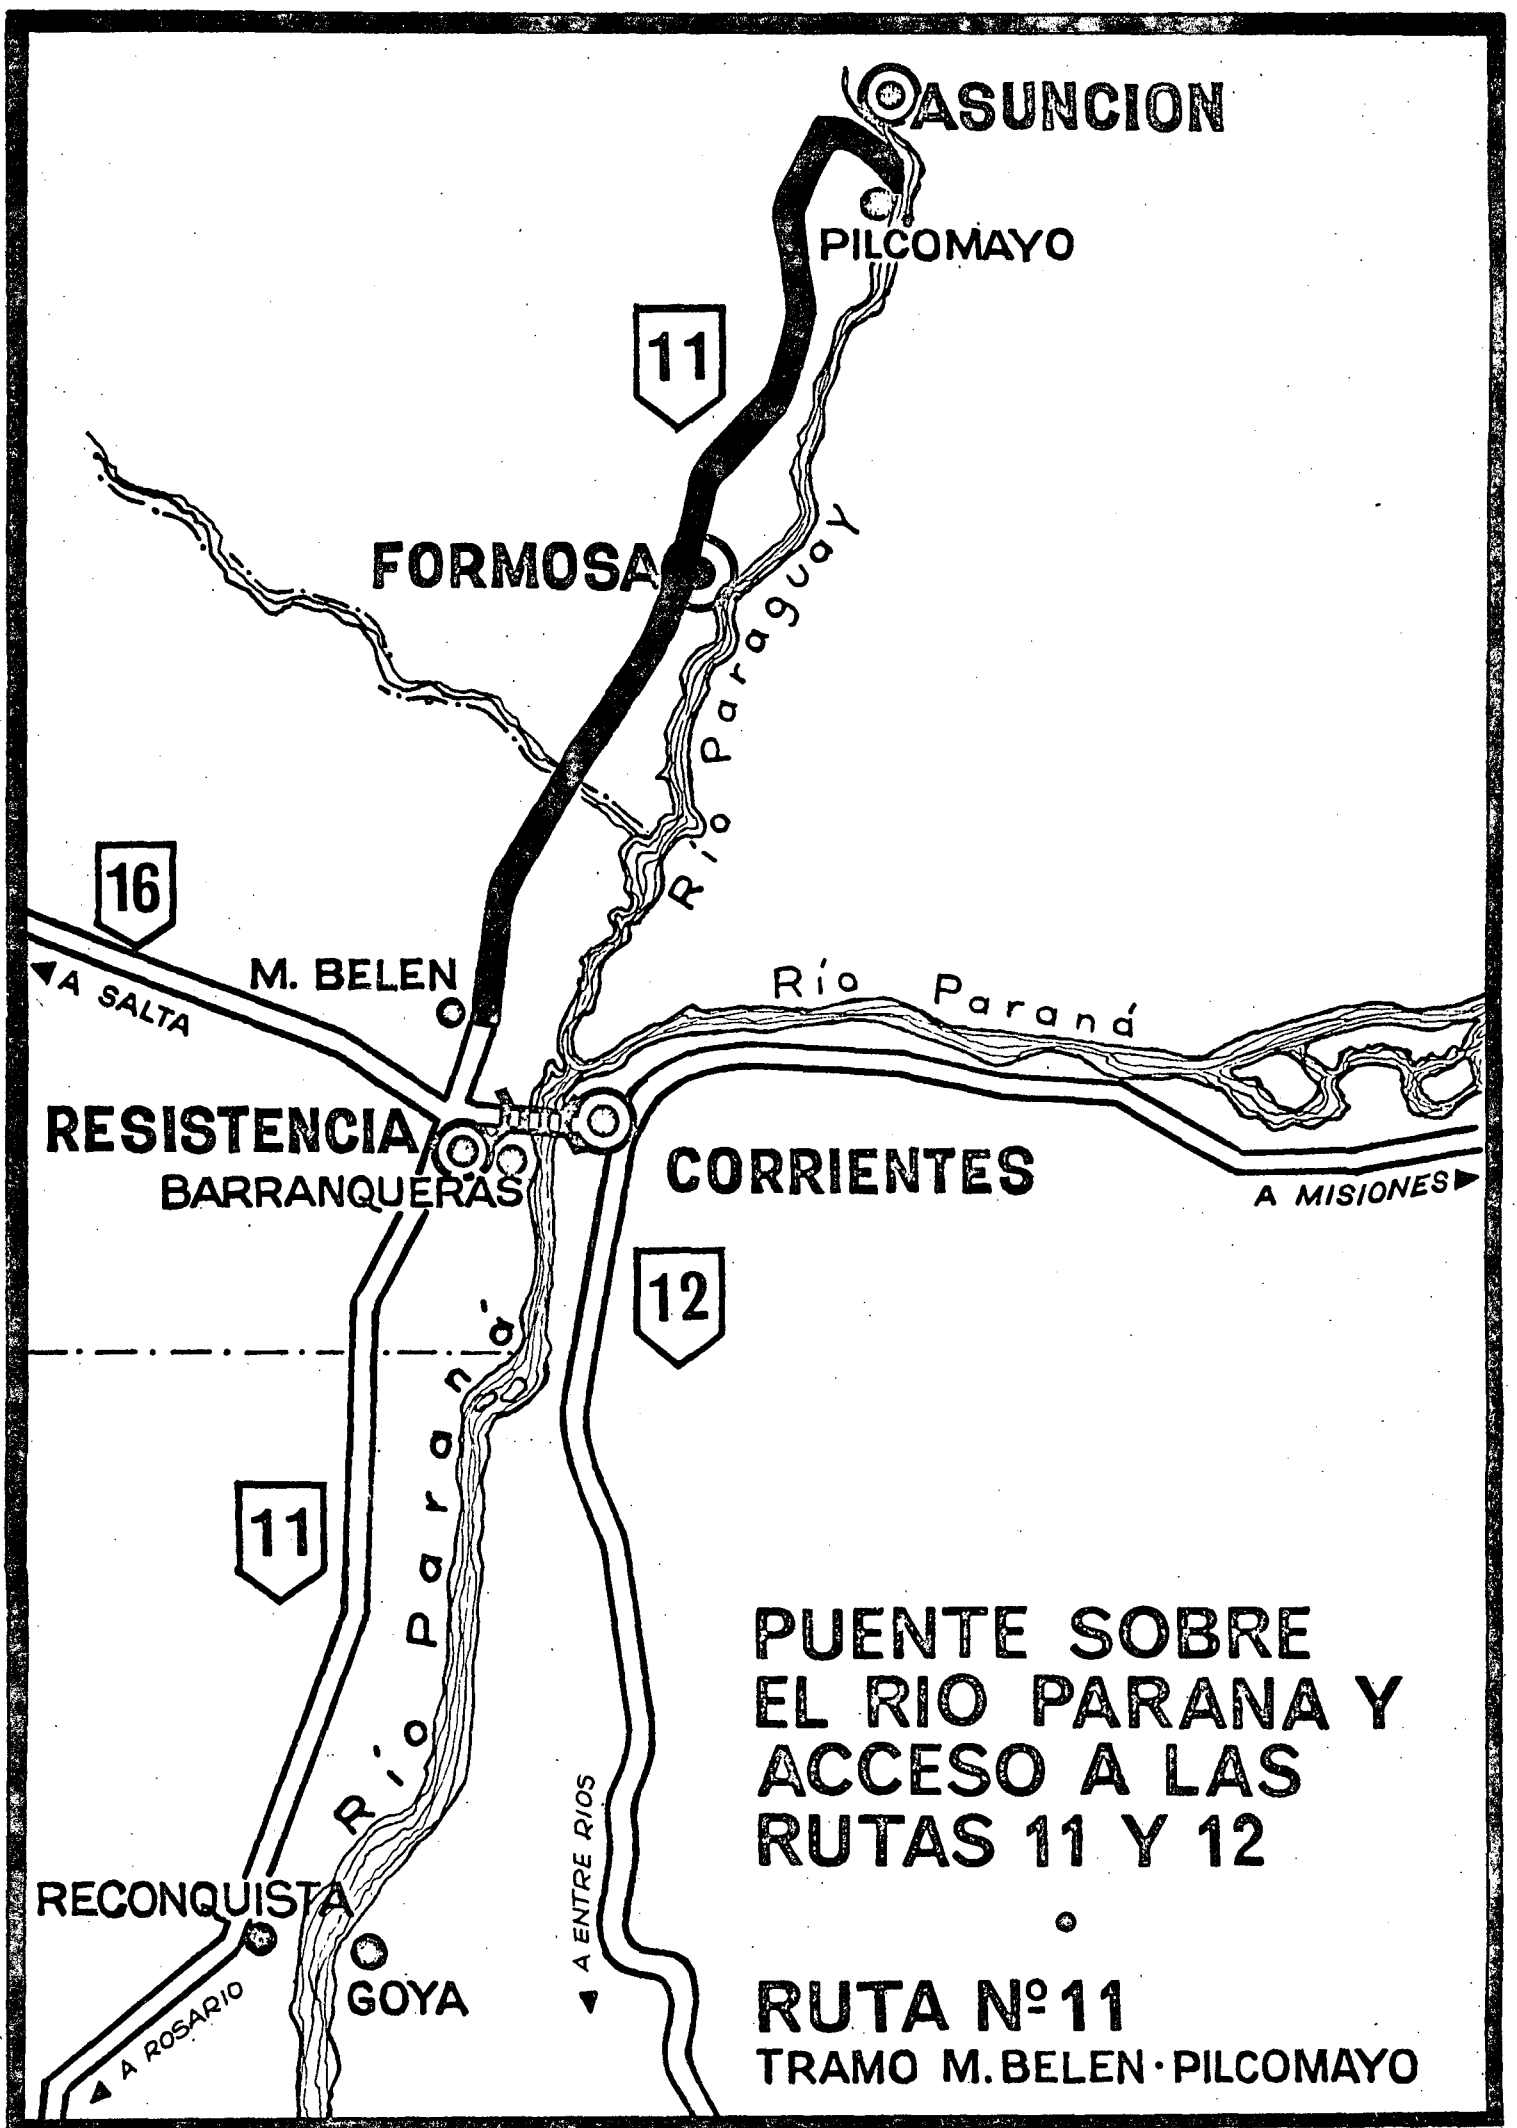 ASUNCION
PILCOMAYO
11
FORMOSA
Río Paraguay
16
A SALTA
M. BELEN
Río Paraná
RESISTENCIA
BARRANQUERAS
CORRIENTES
A MISIONES
12
Río Paraná
11
PUENTE SOBRE
EL RIO PARANA Y
ACCESO A LAS
RUTAS 11 Y 12
A ENTRE RIOS
RECONQUISTA
GOYA
A ROSARIO
RUTA Nº 11
TRAMO M. BELEN · PILCOMAYO